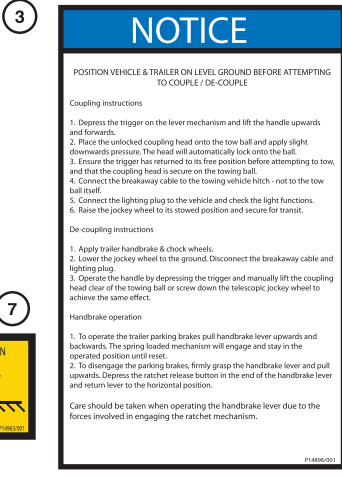 3
NOTICE
POSITION VEHICLE & TRAILER ON LEVEL GROUND BEFORE ATTEMPTING
TO COUPLE / DE-COUPLE
Coupling instructions
1. Depress the trigger on the lever mechanism and lift the handle upwards
and forwards.
2. Place the unlocked coupling head onto the tow ball and apply slight
downwards pressure. The head will automatically lock onto the ball.
3. Ensure the trigger has returned to its free position before attempting to tow,
and that the coupling head is secure on the towing ball.
4. Connect the breakaway cable to the towing vehicle hitch - not to the tow
ball itself.
5. Connect the lighting plug to the vehicle and check the light functions.
6. Raise the jockey wheel to its stowed position and secure for transit.
De-coupling instructions
1. Apply trailer handbrake & chock wheels.
2. Lower the jockey wheel to the ground. Disconnect the breakaway cable and
lighting plug.
3. Operate the handle by depressing the trigger and manually lift the coupling
head clear of the towing ball or screw down the telescopic jockey wheel to
achieve the same effect.
Handbrake operation
1. To operate the trailer parking brakes pull handbrake lever upwards and
backwards. The spring loaded mechanism will engage and stay in the
operated position until reset.
2. To disengage the parking brakes, firmly grasp the handbrake lever and pull
upwards. Depress the ratchet release button in the end of the handbrake lever
and return lever to the horizontal position.
Care should be taken when operating the handbrake lever due to the
forces involved in engaging the ratchet mechanism.
P14896/001
7
N
P14963/001